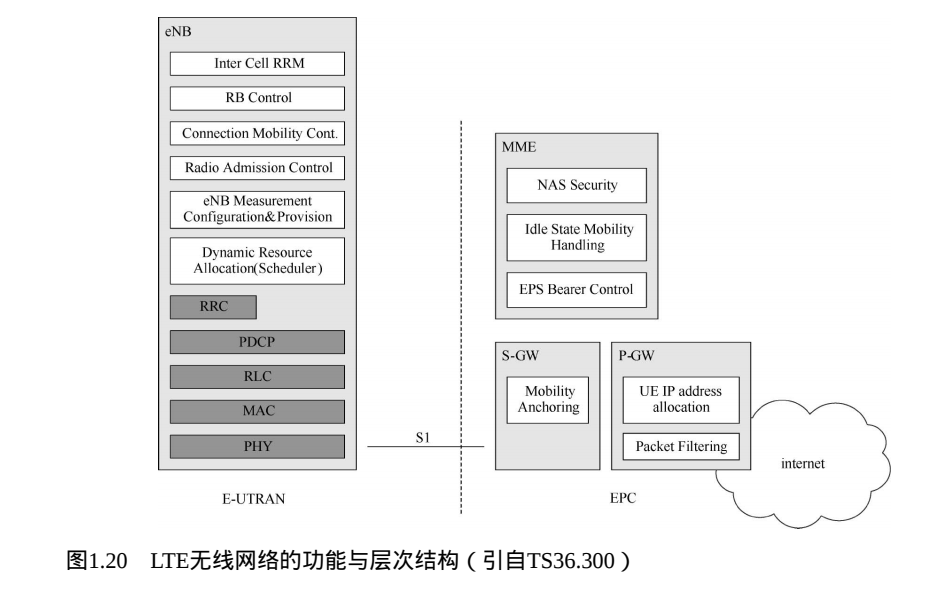 eNB
Inter Cell RRM
RB Control
Connection Mobility Cont.
Radio Admission Control
eNB Measurement
Configuration&Provision
Dynamic Resource
Allocation(Scheduler)
RRC
PDCP
RLC
MAC
PHY
S1
MME
NAS Security
Idle State Mobility
Handling
EPS Bearer Control
S-GW
Mobility
Anchoring
P-GW
UE IP address
allocation
Packet Filtering
internet
E-UTRAN
EPC
图1.20 LTE无线网络的功能与层次结构（引自TS36.300）